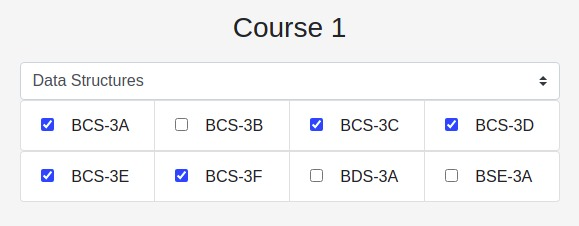 Course 1
Data Structures
BCS-3A BCS-3B BCS-3C BCS-3D
BCS-3E BCS-3F BDS-3A BSE-3A